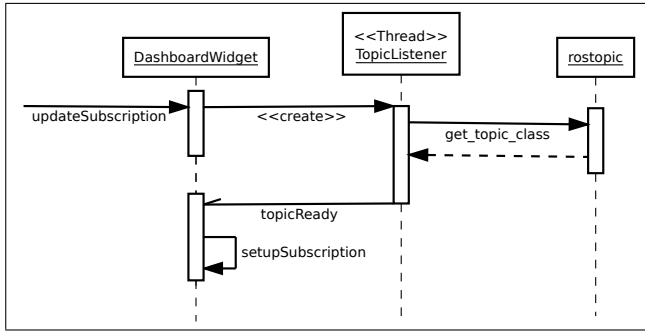 <<Thread>>
DashboardWidget
TopicListener
rostopic
updateSubscription
<<create>>
get_topic_class
topicReady
setupSubscription